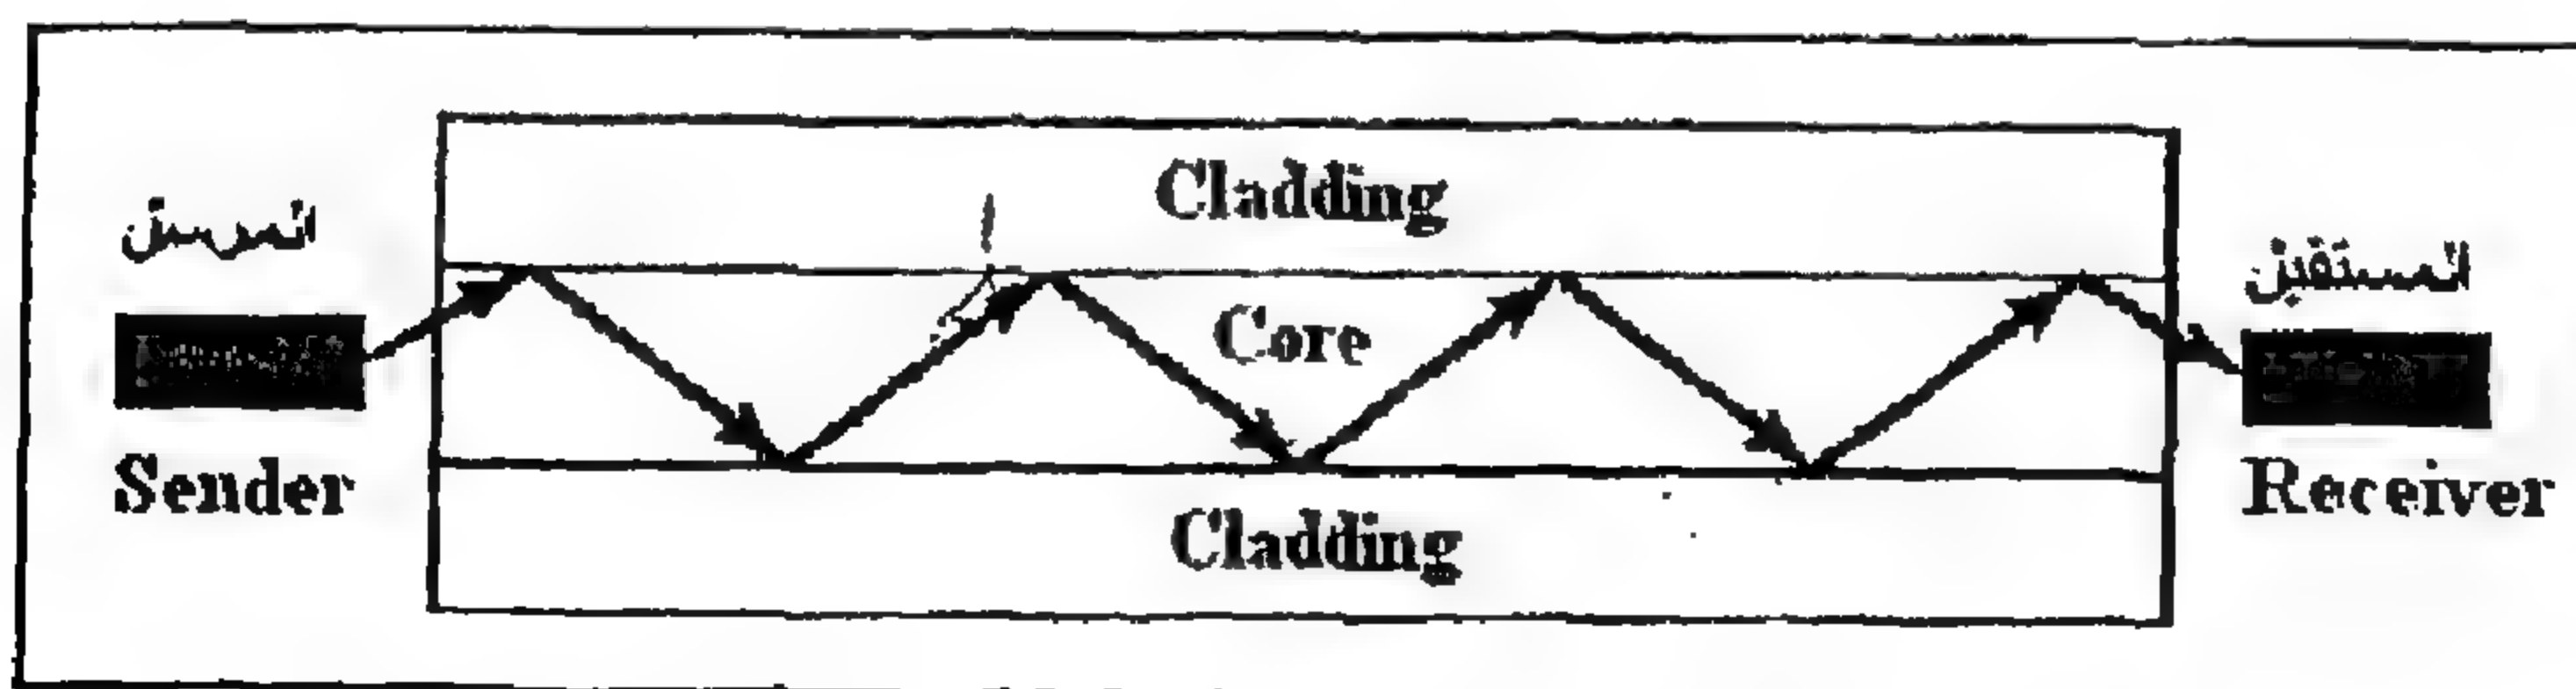 Cladding
المرسل
المستقبل
Core
Sender
Receiver
Cladding